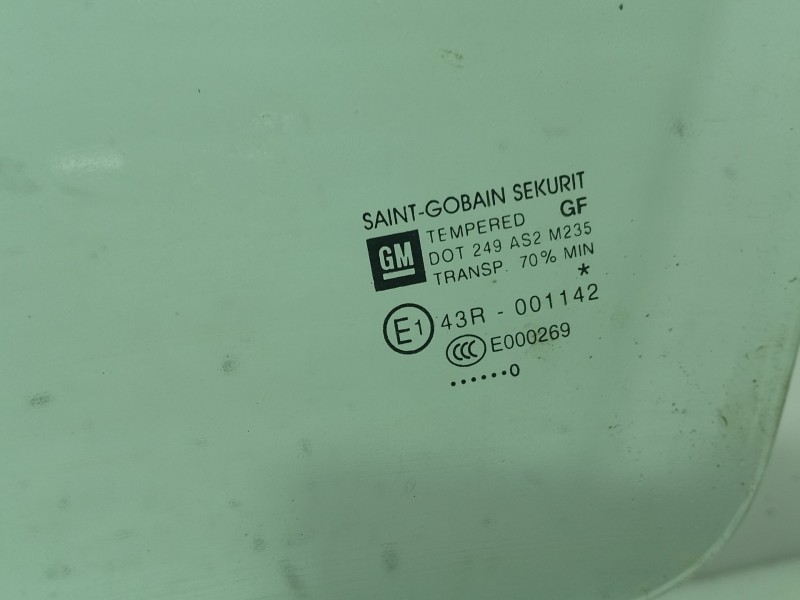 SAINT-GOBAIN SEKURIT
TEMPERED GF
GM
DOT 249 AS2 M235
TRANSP. 70% MIN
*
E1 43R - 001142
CCC E000269
......0